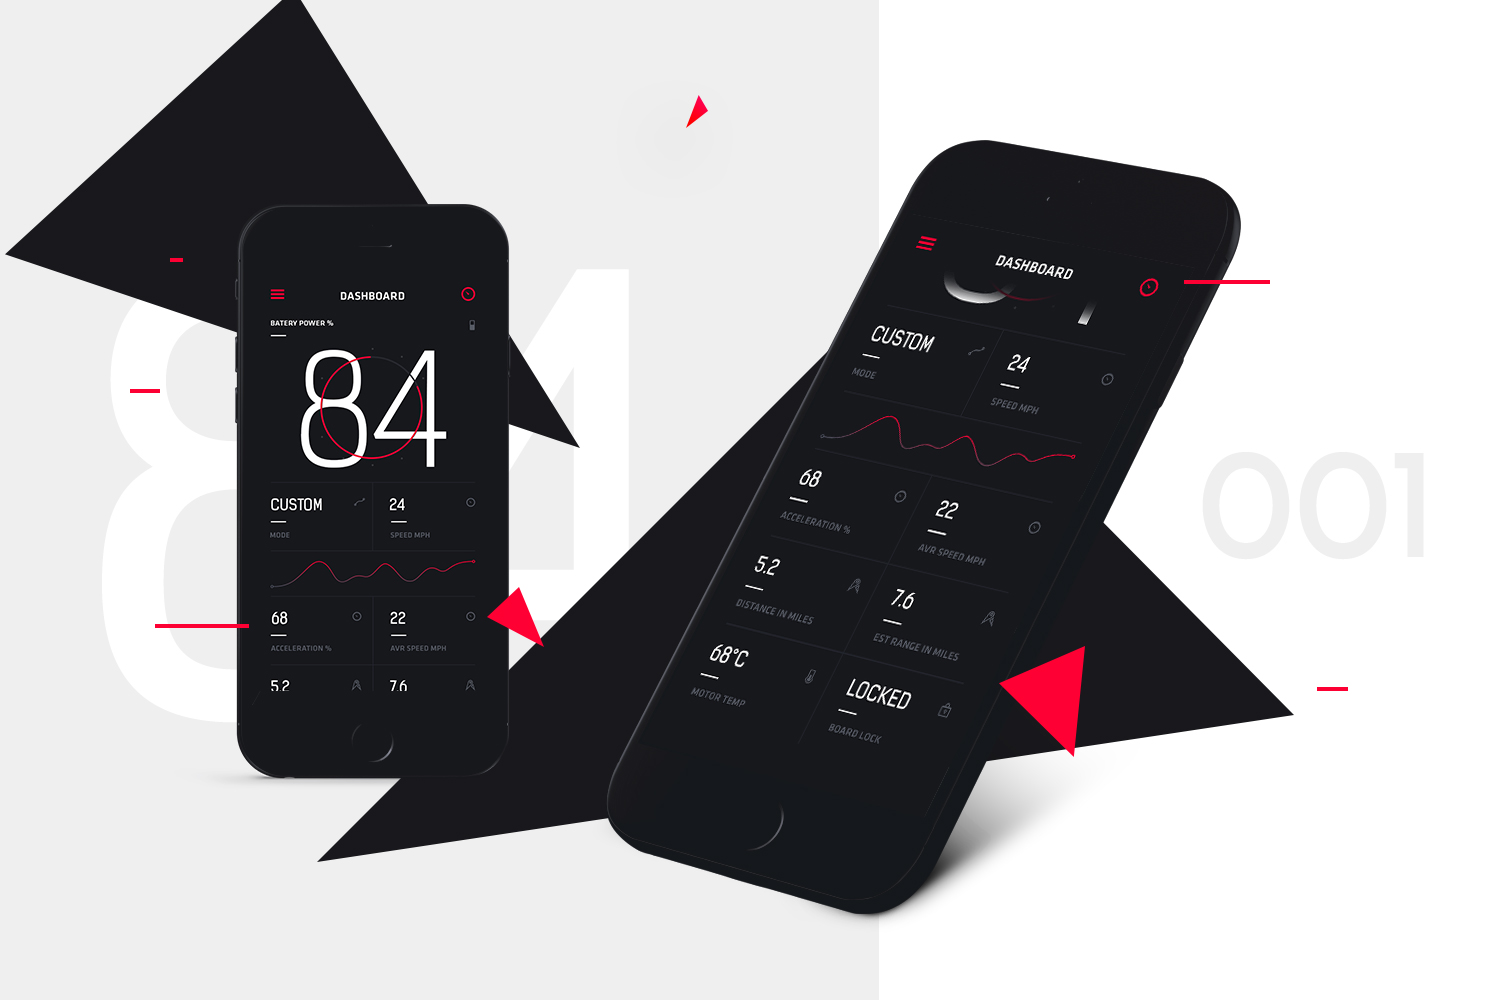 84
DASHBOARD
BATERY POWER %
84
CUSTOM
MODE
24
SPEED MPH
68
ACCELERATION %
22
AVR SPEED MPH
5.2
7.6
DASHBOARD
CUSTOM
MODE
24
SPEED MPH
68
ACCELERATION %
22
AVR SPEED MPH
5.2
DISTANCE IN MILES
7.6
EST RANGE IN MILES
68°C
MOTOR TEMP
LOCKED
BOARD LOCK
001